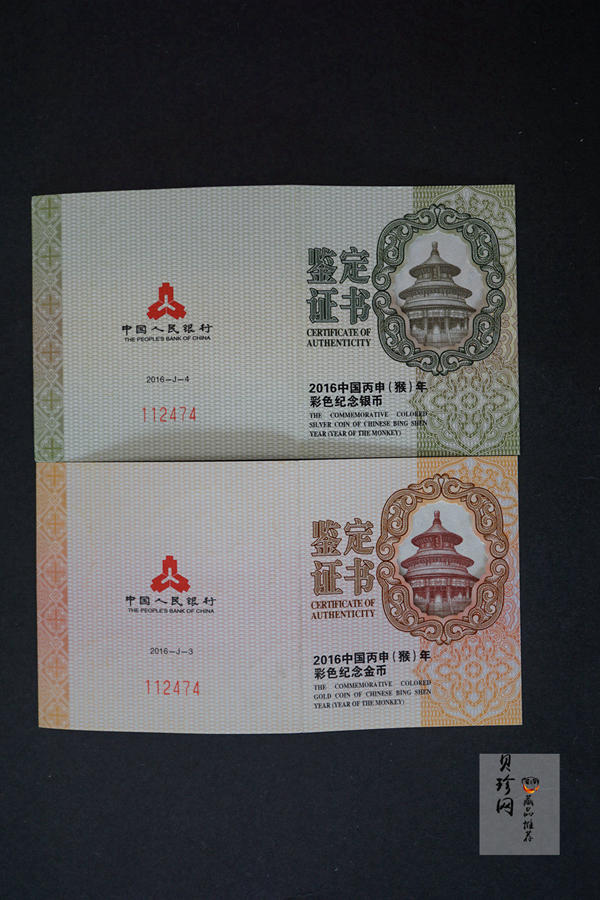 中国人民银行
THE PEOPLE'S BANK OF CHINA
2016-J-4
112474
鉴定
证书
CERTIFICATE OF
AUTHENTICITY
2016中国丙申(猴)年
彩色纪念银币
THE COMMEMORATIVE COLORED
SILVER COIN OF CHINESE BING SHEN
YEAR (YEAR OF THE MONKEY)
中国人民银行
THE PEOPLE'S BANK OF CHINA
2016-J-3
112474
鉴定
证书
CERTIFICATE OF
AUTHENTICITY
2016中国丙申(猴)年
彩色纪念金币
THE COMMEMORATIVE COLORED
GOLD COIN OF CHINESE BING SHEN
YEAR (YEAR OF THE MONKEY)
贝珍网
藏品推荐